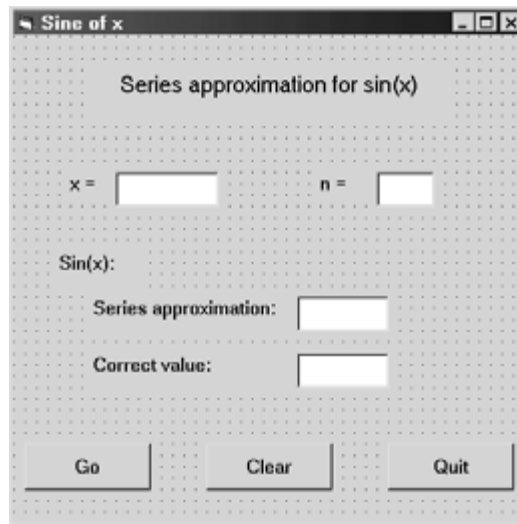 Sine of x
Series approximation for sin(x)
x = n =
Sin(x):
Series approximation:
Correct value:
Go Clear Quit